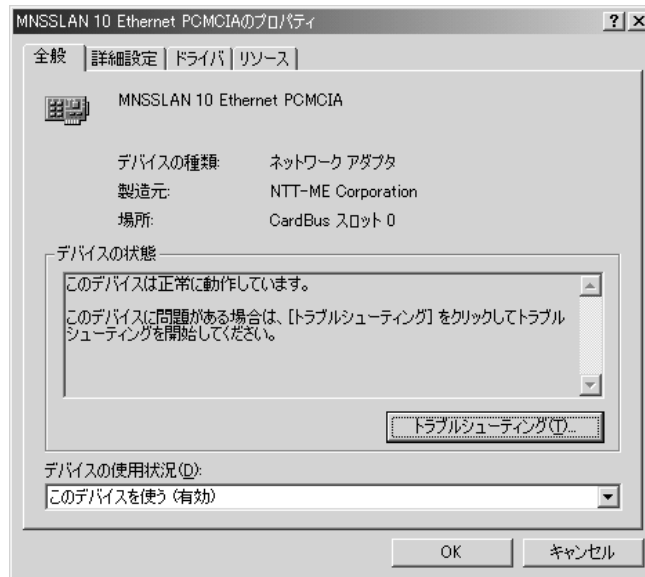 MNSSLAN 10 Ethernet PCMCIAのプロパティ
全般 詳細設定 ドライバ リソース
MNSSLAN 10 Ethernet PCMCIA
デバイスの種類: ネットワーク アダプタ
製造元: NTT-ME Corporation
場所: CardBus スロット 0
デバイスの状態
このデバイスは正常に動作しています。
このデバイスに問題がある場合は、[トラブルシューティング] をクリックしてトラブル
シューティングを開始してください。
トラブルシューティング(T)...
デバイスの使用状況(D):
このデバイスを使う (有効)
OK キャンセル